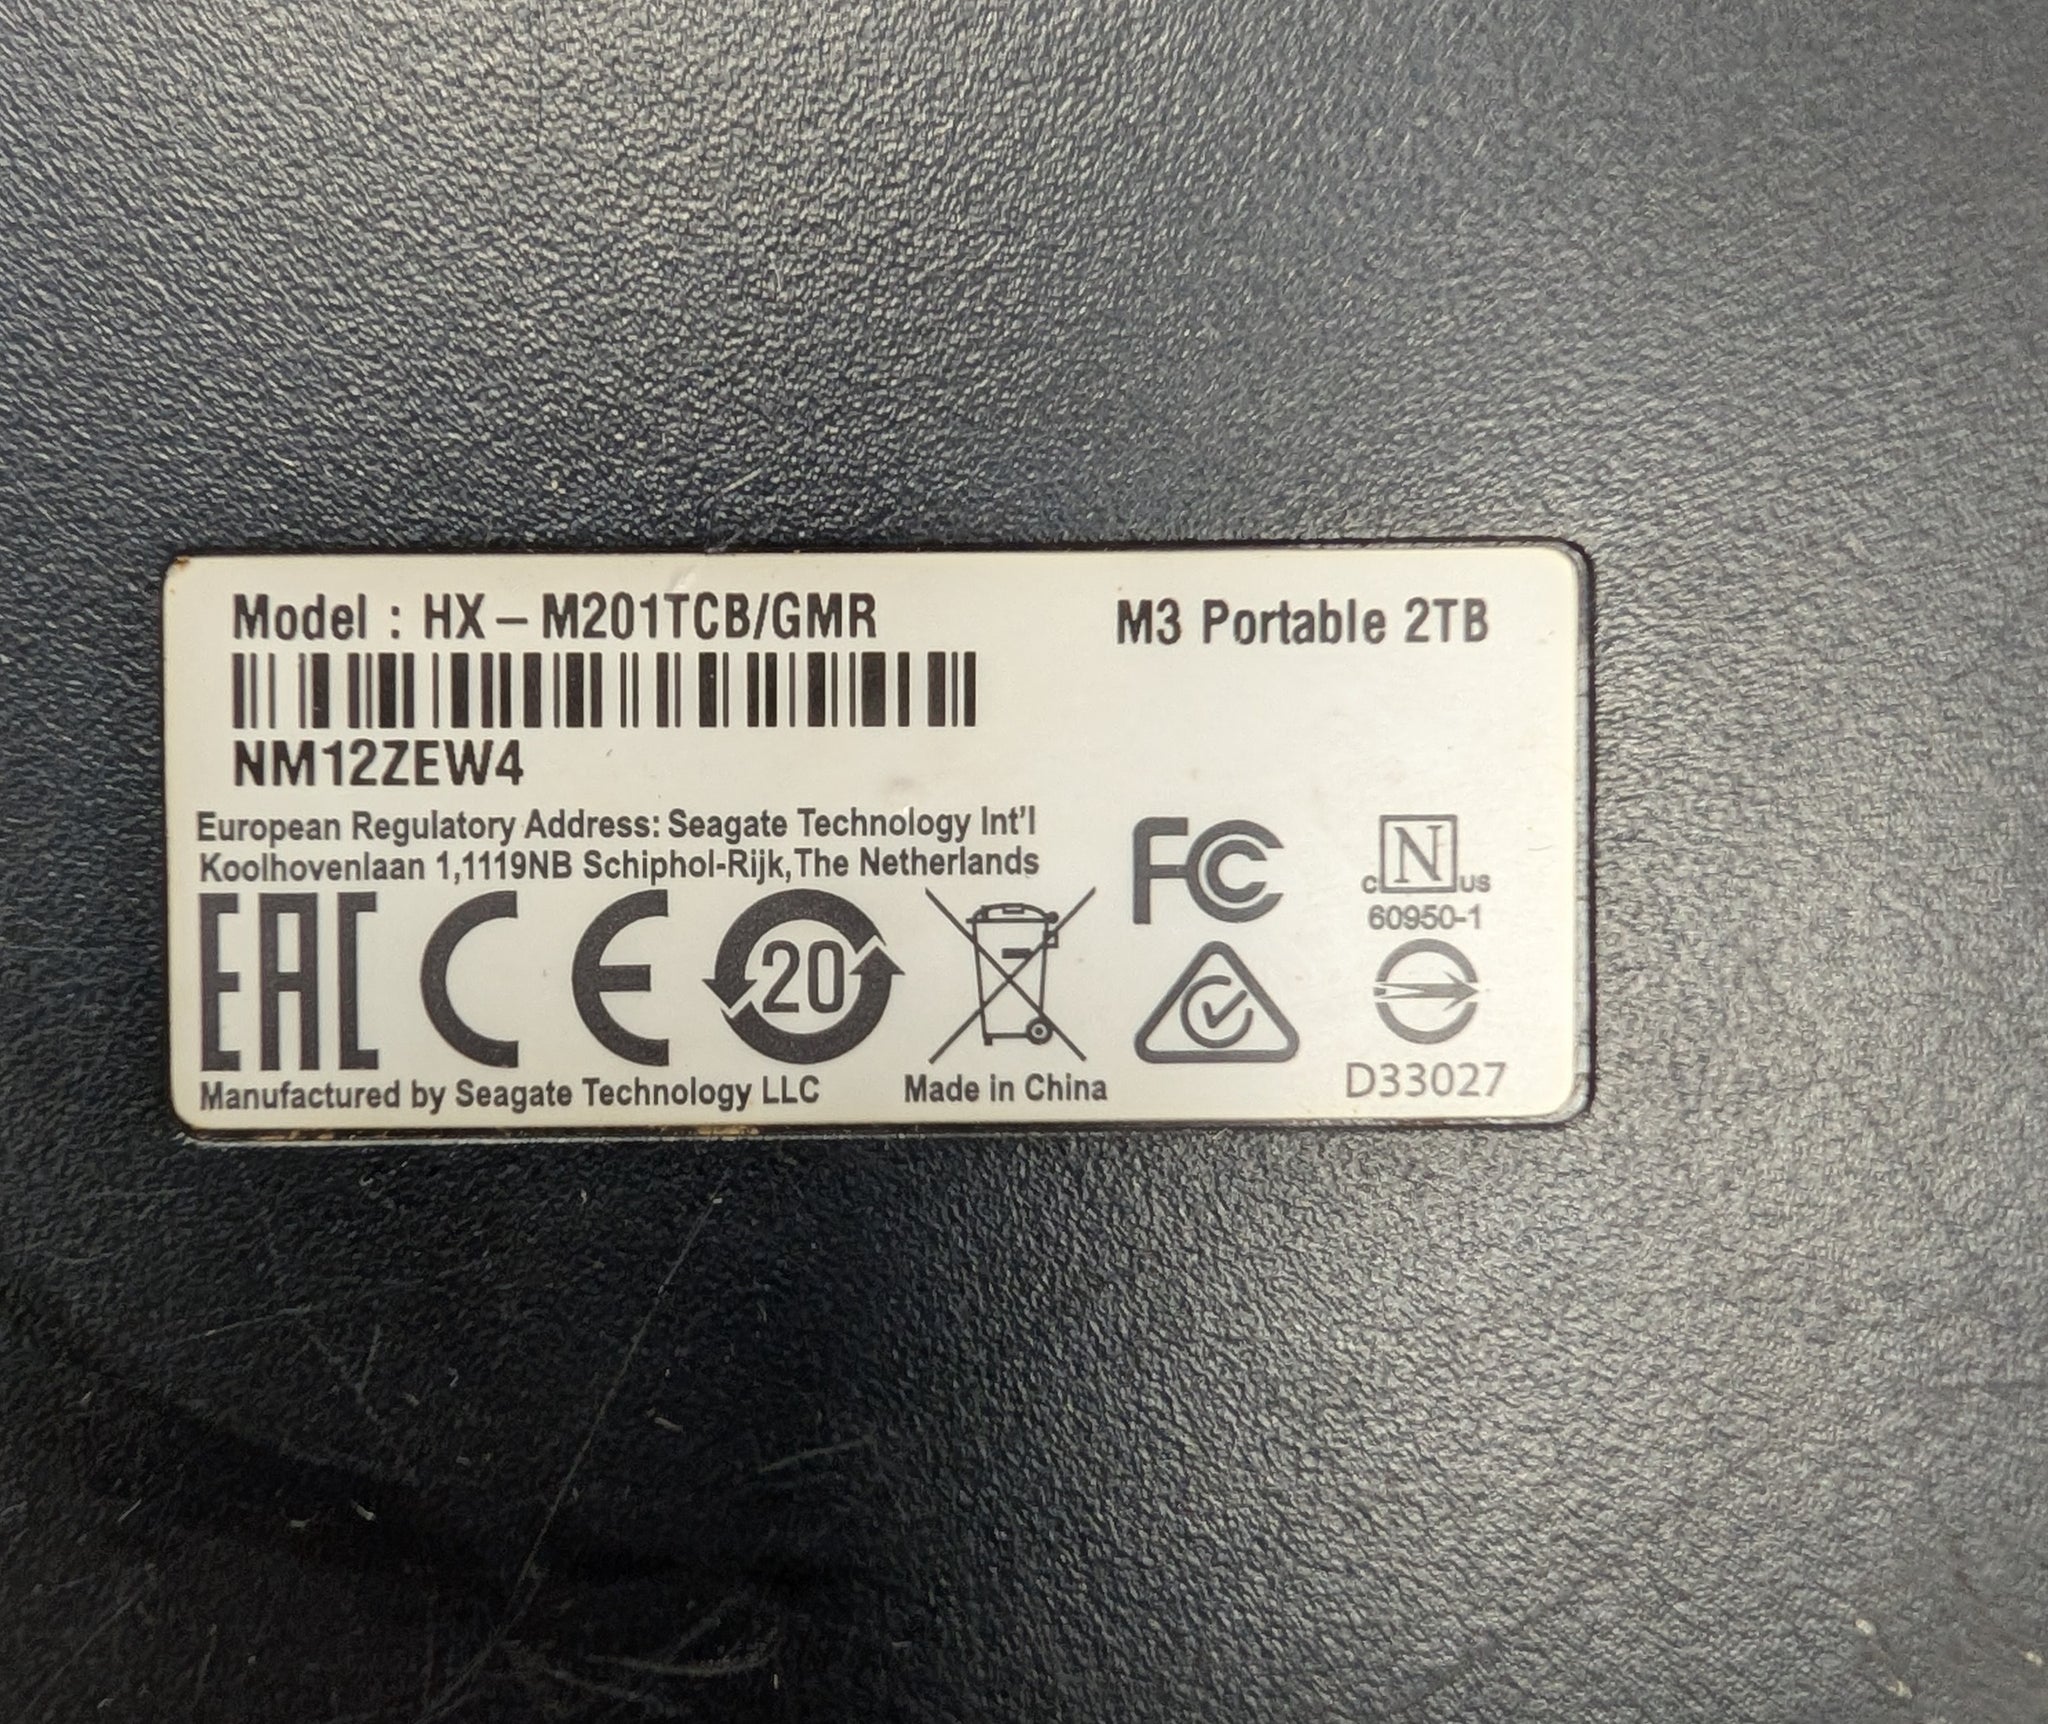 Model : HX – M201TCB/GMR
M3 Portable 2TB
NM12ZEW4
European Regulatory Address: Seagate Technology Int'l
Koolhovenlaan 1,1119NB Schiphol-Rijk,The Netherlands
EAC CE 20
FC
C N US
60950-1
D33027
Manufactured by Seagate Technology LLC
Made in China